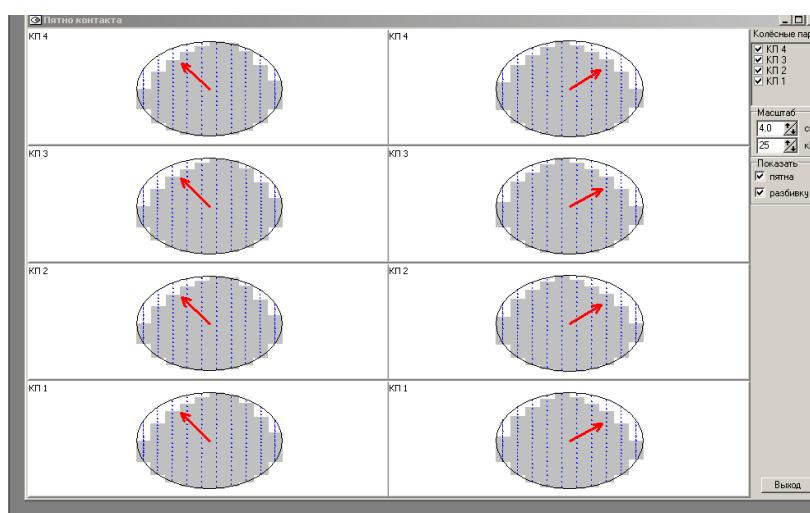 Пятно контакта
КП 4
КП 4
КП 3
КП 3
КП 2
КП 2
КП 1
КП 1
Колёсные пар
КП 4
КП 3
КП 2
КП 1
Масштаб
4.0 с
25 к
Показать
пятна
разбивку
Выход